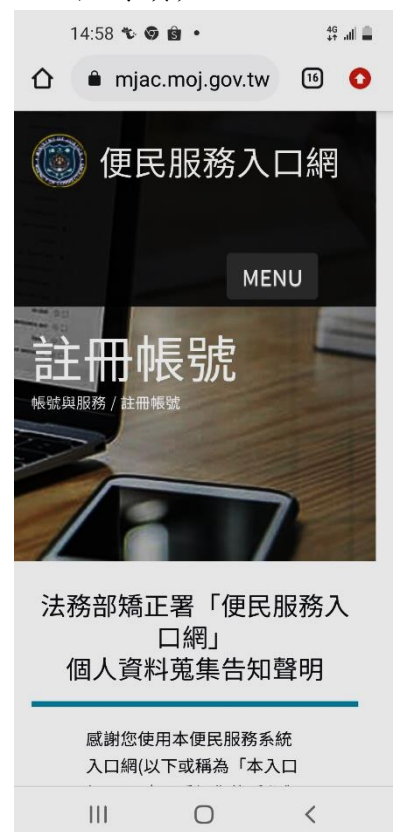 14:58
4G
mjac.moj.gov.tw
16
便民服務入口網
MENU
註冊帳號
帳號與服務 / 註冊帳號
法務部矯正署「便民服務入
口網」
個人資料蒐集告知聲明
感謝您使用本便民服務系統
入口網(以下或稱為「本入口